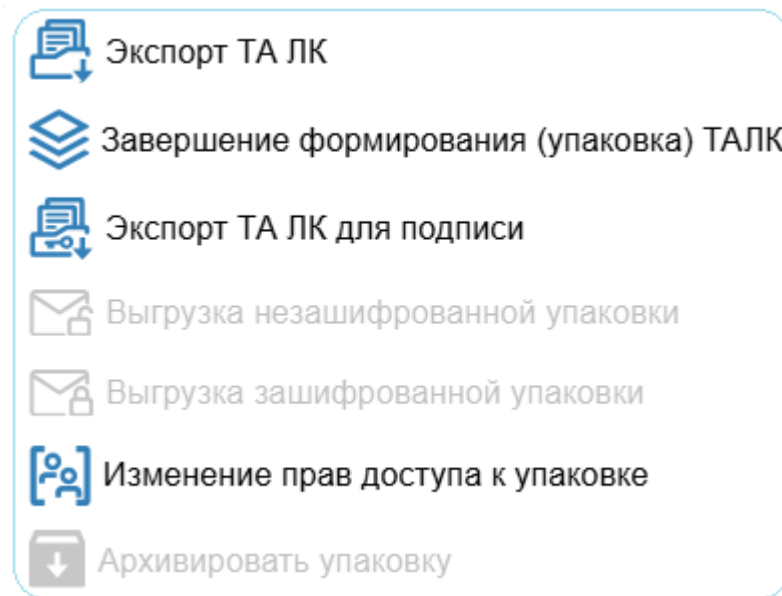 Экспорт ТА ЛК
Завершение формирования (упаковка) ТАЛК
Экспорт ТА ЛК для подписи
Выгрузка незашифрованной упаковки
Выгрузка зашифрованной упаковки
Изменение прав доступа к упаковке
Архивировать упаковку